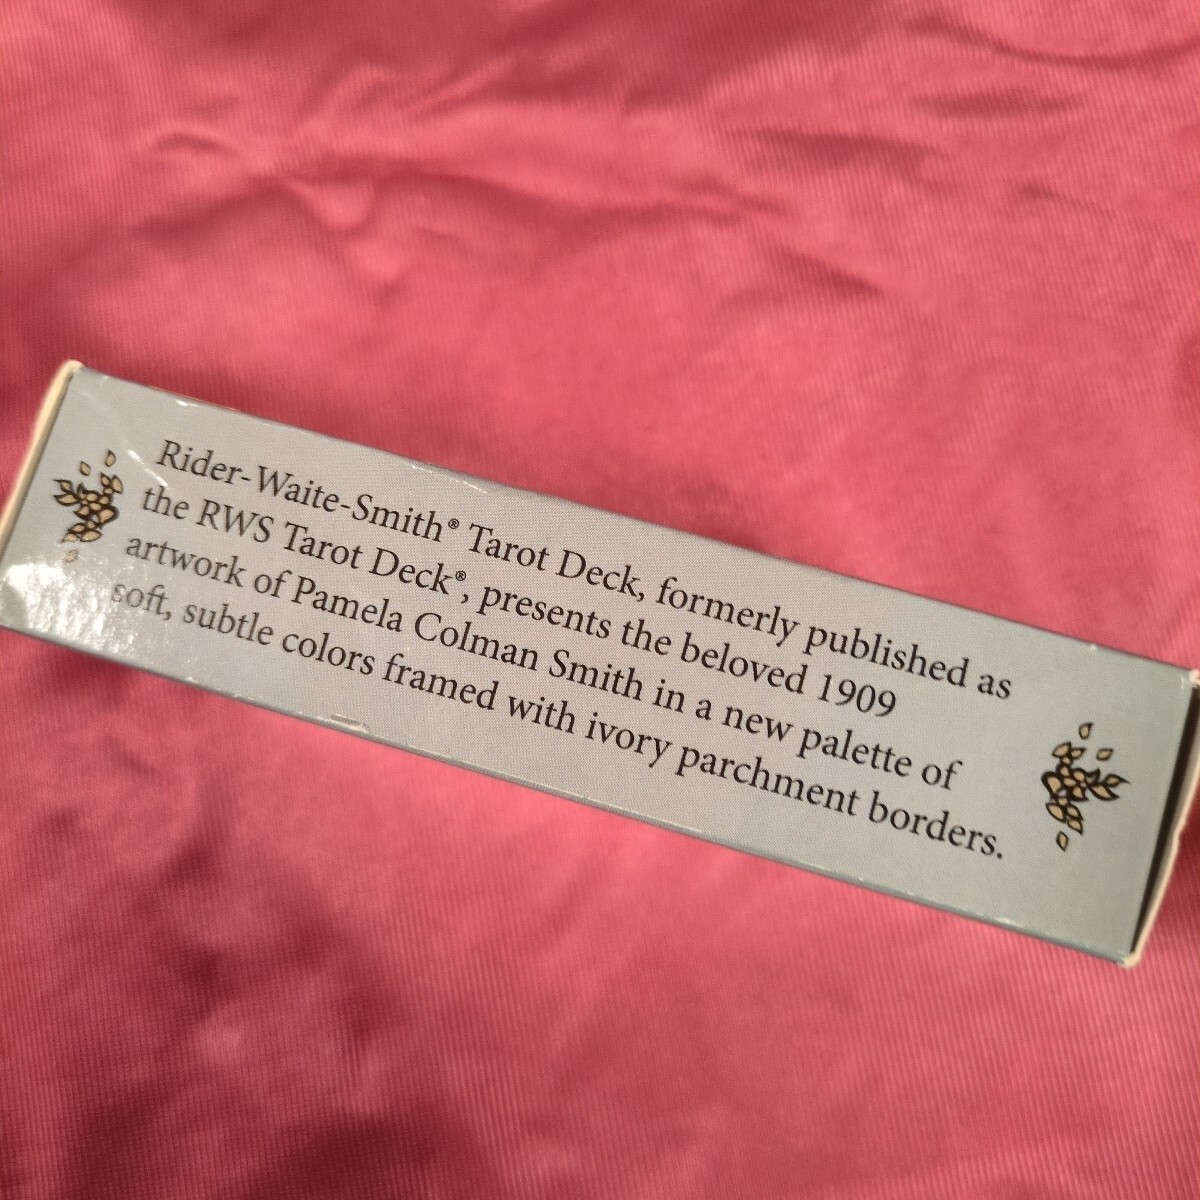 Rider-Waite-Smith® Tarot Deck, formerly published as
the RWS Tarot Deck®, presents the beloved 1909
artwork of Pamela Colman Smith in a new palette of
soft, subtle colors framed with ivory parchment borders.